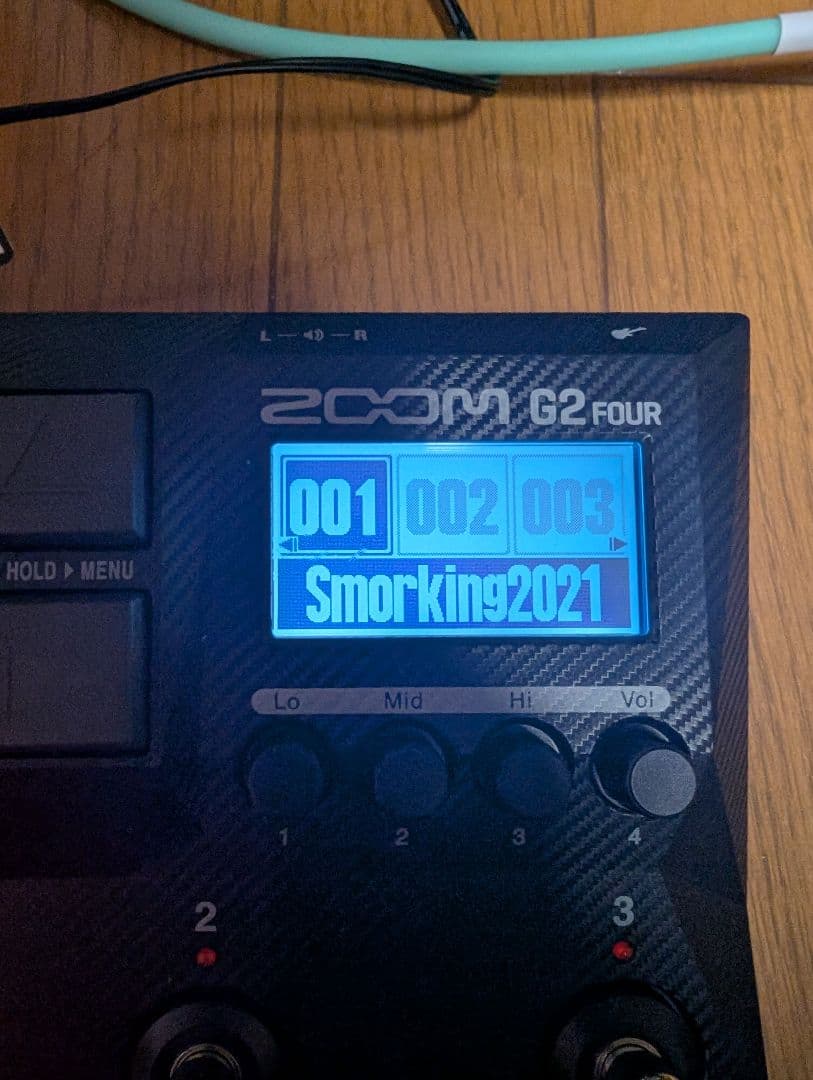 L R
ZOOM G2 FOUR
001 002 003
Smorking2021
HOLD MENU
Lo Mid Hi Vol
1 2 3 4
2 3